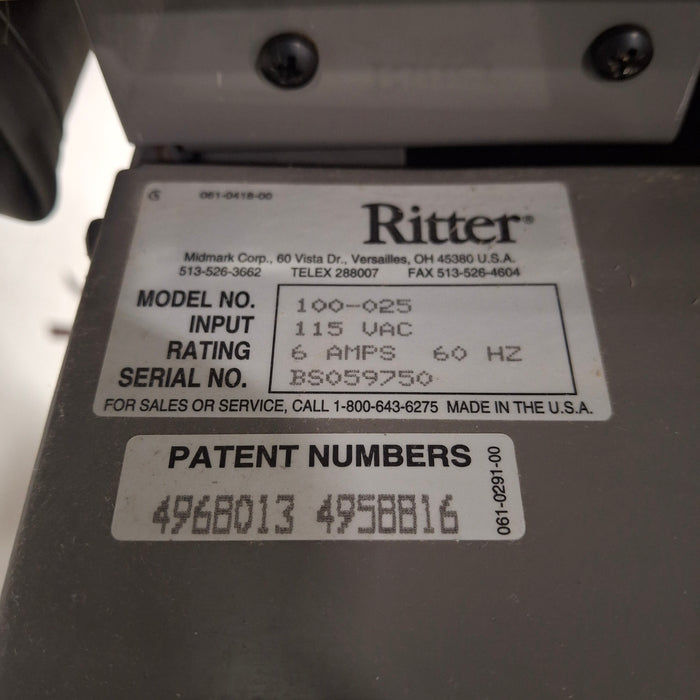 061-0418-00
Ritter®
Midmark Corp., 60 Vista Dr., Versailles, OH 45380 U.S.A.
513-526-3662 TELEX 288007 FAX 513-526-4604
MODEL NO. 100-025
INPUT 115 VAC
RATING 6 AMPS 60 HZ
SERIAL NO. BS059750
FOR SALES OR SERVICE, CALL 1-800-643-6275 MADE IN THE U.S.A.
PATENT NUMBERS
4968013 4958816
061-0291-00